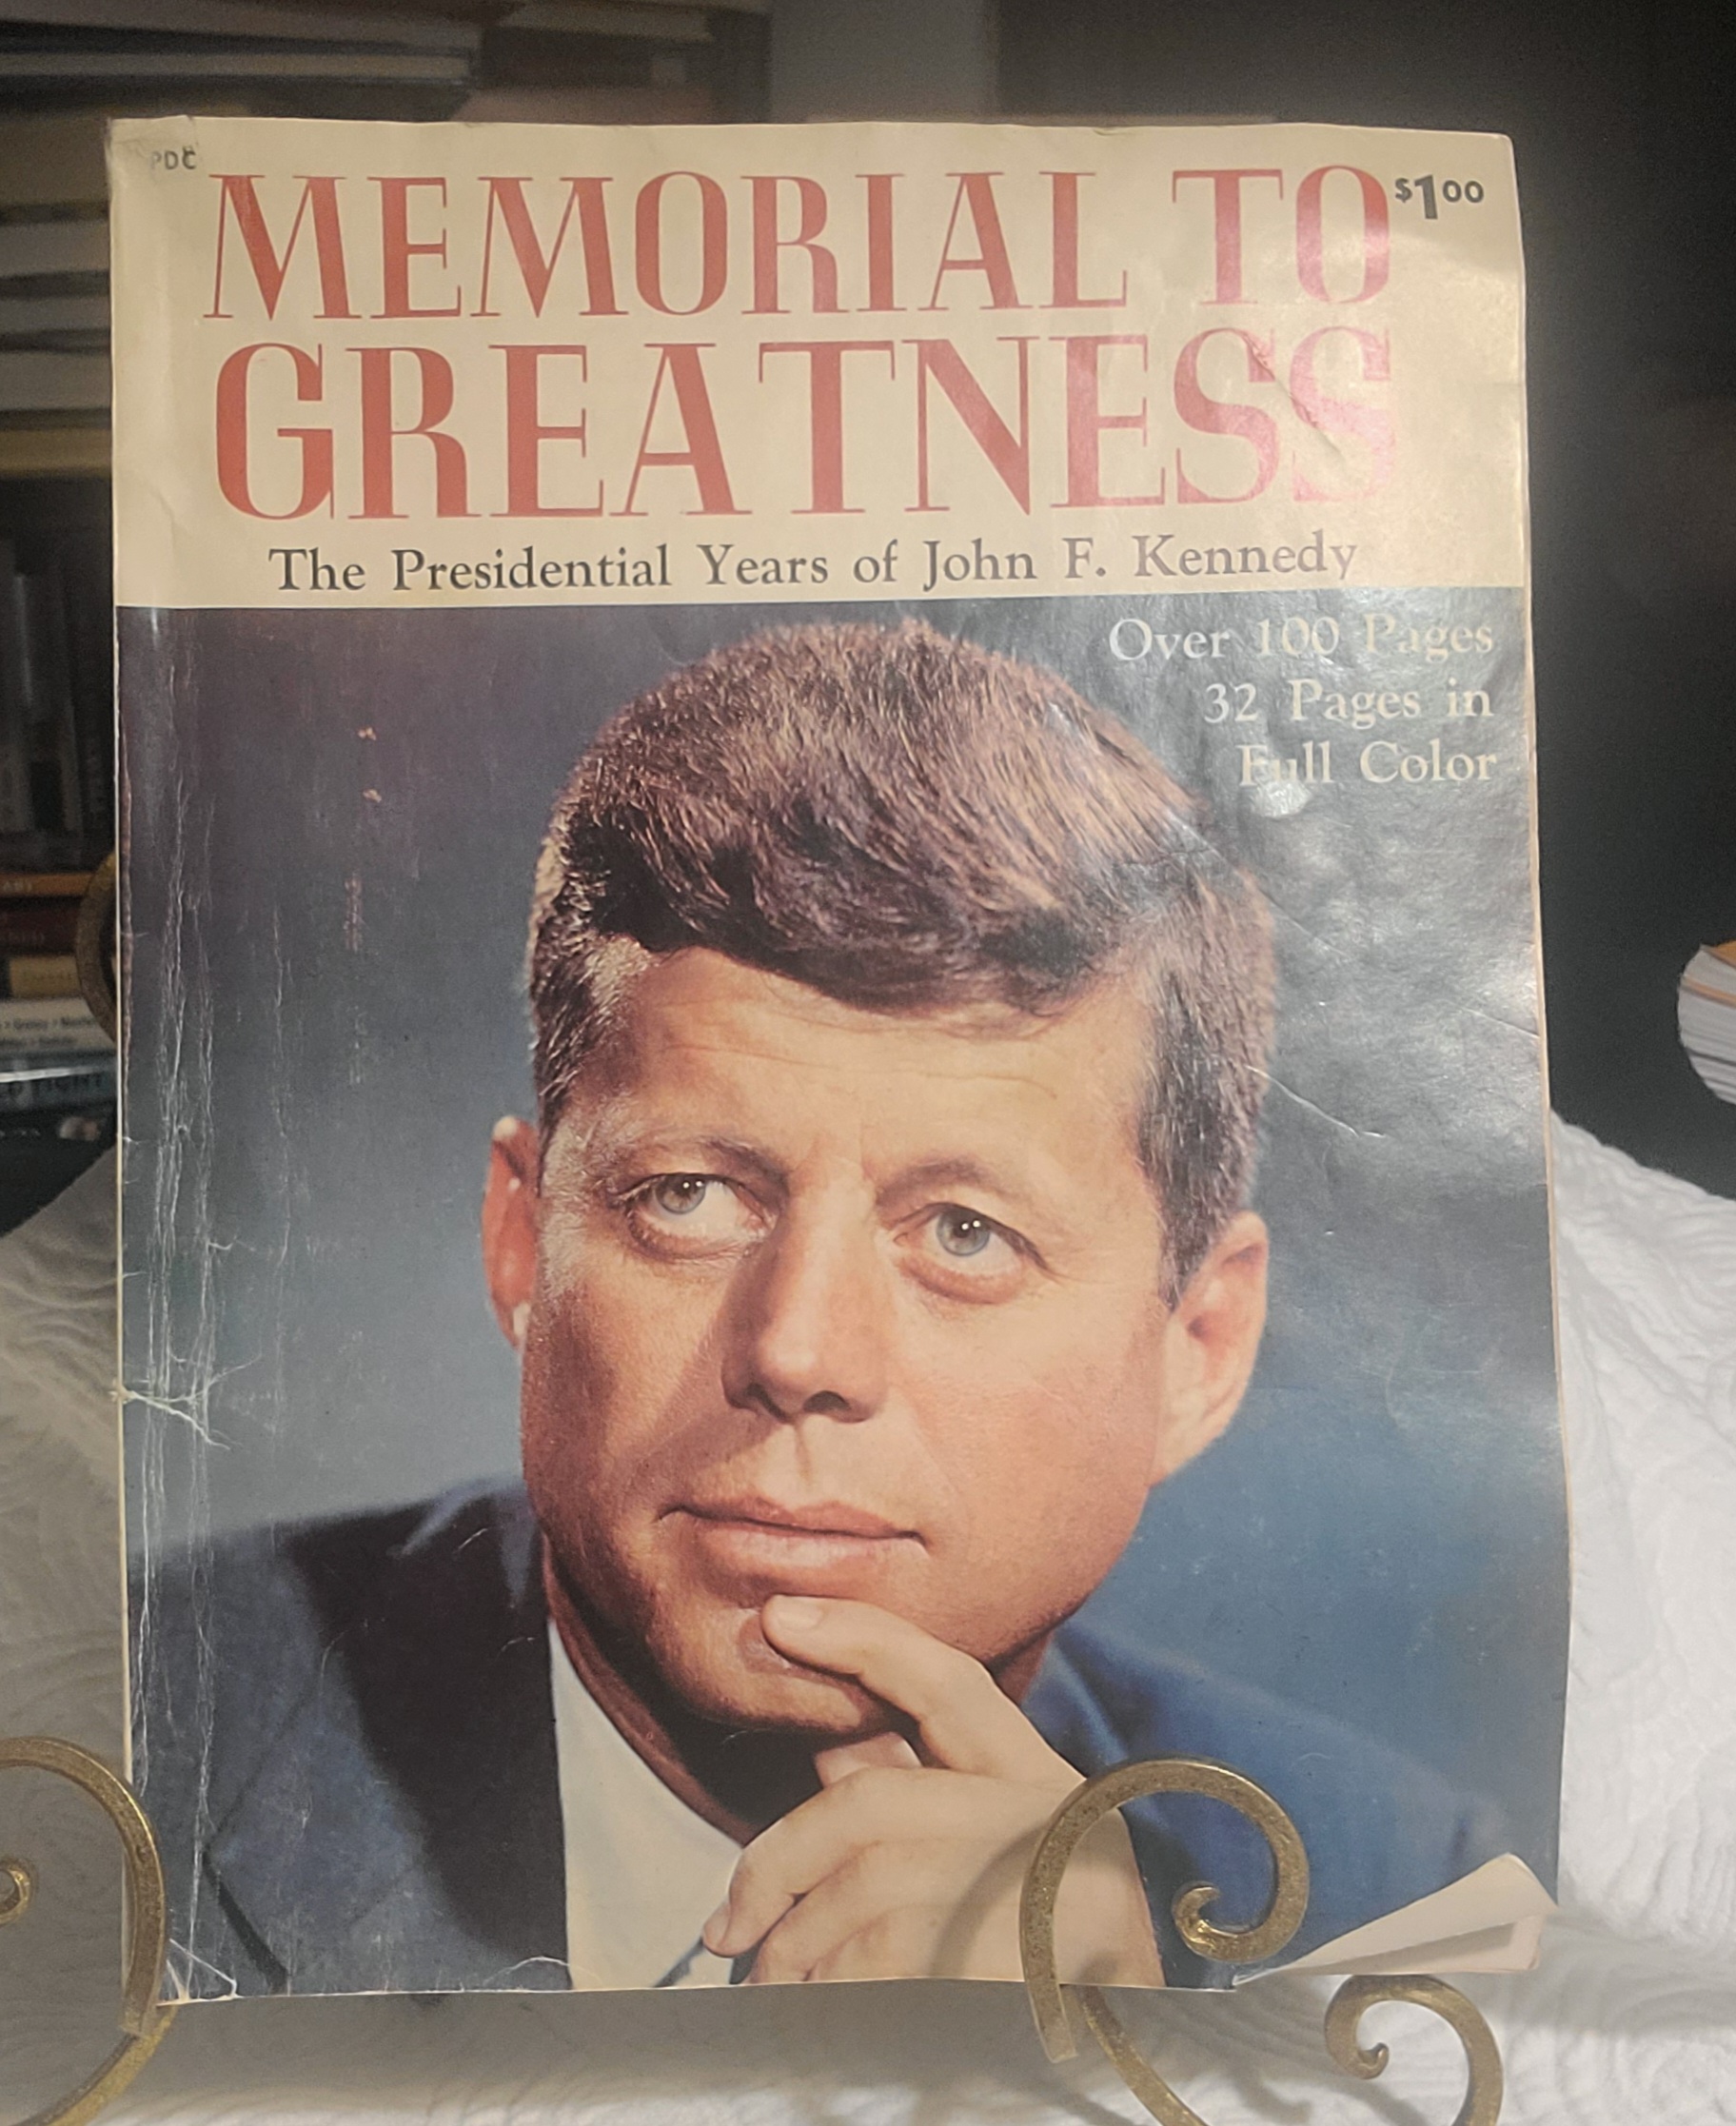 PDC
MEMORIAL TO
$1.00
GREATNESS
The Presidential Years of John F. Kennedy
Over 100 Pages
32 Pages in
Full Color
FIGHT